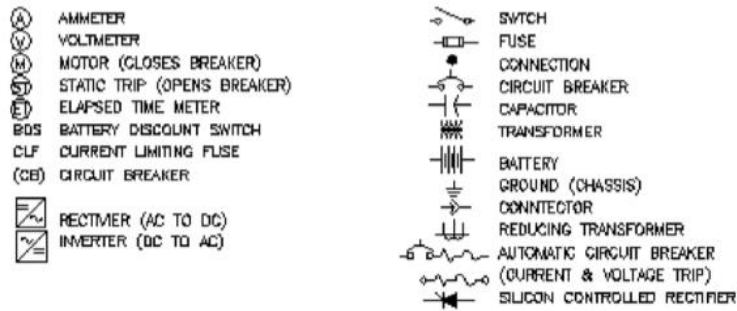 A AMMETER
V VOLTMETER
M MOTOR (CLOSES BREAKER)
ST STATIC TRIP (OPENS BREAKER)
ET ELAPSED TIME METER
BDS BATTERY DISCOUNT SWITCH
CLF CURRENT LIMITING FUSE
(CB) CIRCUIT BREAKER
RECTIVIER (AC TO DC)
INVERTER (DC TO AC)
SWTCH
FUSE
CONNECTION
CIRCUIT BREAKER
CAPACITOR
TRANSFORMER
BATTERY
GROUND (CHASSIS)
CONNTECTOR
REDUCING TRANSFORMER
AUTOMATIC CIRCUIT BREAKER
(CURRENT & VOLTAGE TRIP)
SILICON CONTROLLED RECTIFIER